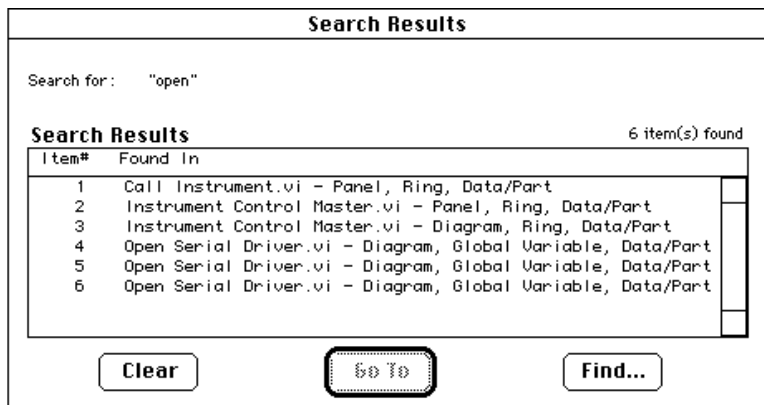 Search Results
Search for: "open"
Search Results 6 item(s) found
Item# Found In
1 Call Instrument.vi - Panel, Ring, Data/Part
2 Instrument Control Master.vi - Panel, Ring, Data/Part
3 Instrument Control Master.vi - Diagram, Ring, Data/Part
4 Open Serial Driver.vi - Diagram, Global Variable, Data/Part
5 Open Serial Driver.vi - Diagram, Global Variable, Data/Part
6 Open Serial Driver.vi - Diagram, Global Variable, Data/Part
Clear Go To Find...